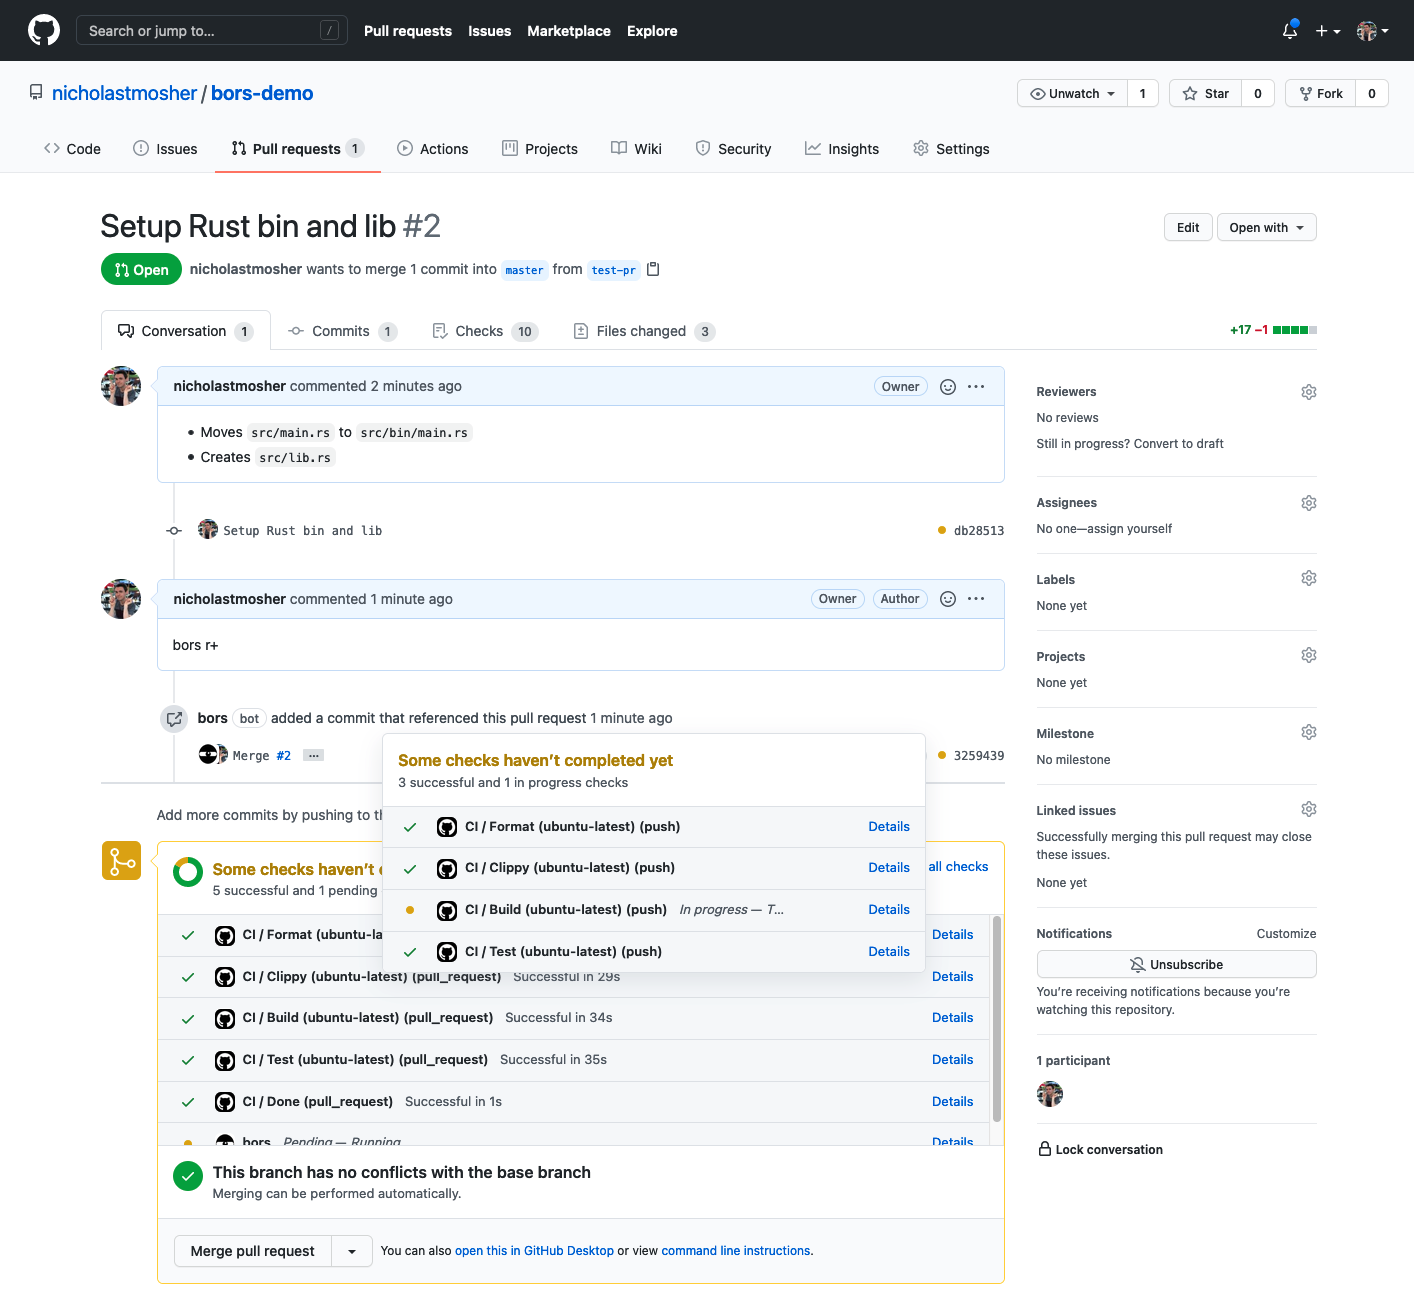 Search or jump to... /
Pull requests Issues Marketplace Explore
nicholastmosher / bors-demo
Unwatch 1 Star 0 Fork 0
Code Issues Pull requests 1 Actions Projects Wiki Security Insights Settings
Setup Rust bin and lib #2
Edit Open with
Open nicholastmosher wants to merge 1 commit into master from test-pr
Conversation 1 Commits 1 Checks 10 Files changed 3
+17 −1
nicholastmosher commented 2 minutes ago Owner
• Moves src/main.rs to src/bin/main.rs
• Creates src/lib.rs
Setup Rust bin and lib db28513
nicholastmosher commented 1 minute ago Owner Author
bors r+
bors bot added a commit that referenced this pull request 1 minute ago
Merge #2 ... 3259439
Some checks haven't completed yet
3 successful and 1 in progress checks
CI / Format (ubuntu-latest) (push) Details
CI / Clippy (ubuntu-latest) (push) Details
CI / Build (ubuntu-latest) (push) In progress — T... Details
CI / Test (ubuntu-latest) (push) Details
Add more commits by pushing to
Some checks haven't
all checks
5 successful and 1 pending
CI / Format Details
CI / Clippy (ubuntu-latest) (pull_request) Successful in 29s Details
CI / Build (ubuntu-latest) (pull_request) Successful in 34s Details
CI / Test (ubuntu-latest) (pull_request) Successful in 35s Details
CI / Done (pull_request) Successful in 1s Details
bors Pending — Running Details
This branch has no conflicts with the base branch
Merging can be performed automatically.
Merge pull request You can also open this in GitHub Desktop or view command line instructions.
Reviewers
No reviews
Still in progress? Convert to draft
Assignees
No one—assign yourself
Labels
None yet
Projects
None yet
Milestone
No milestone
Linked issues
Successfully merging this pull request may close
these issues.
None yet
Notifications Customize
Unsubscribe
You're receiving notifications because you're
watching this repository.
1 participant
Lock conversation